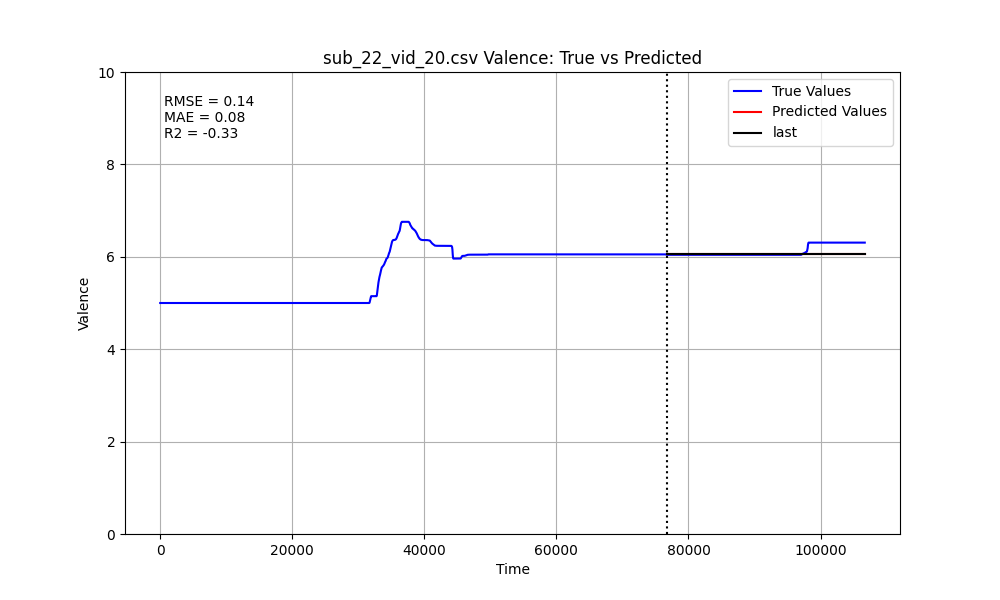 sub_22_vid_20.csv Valence: True vs Predicted
10
RMSE = 0.14
MAE = 0.08
R2 = -0.33
True Values
Predicted Values
last
8
6
Valence
4
2
0
0 20000 40000 60000 80000 100000
Time